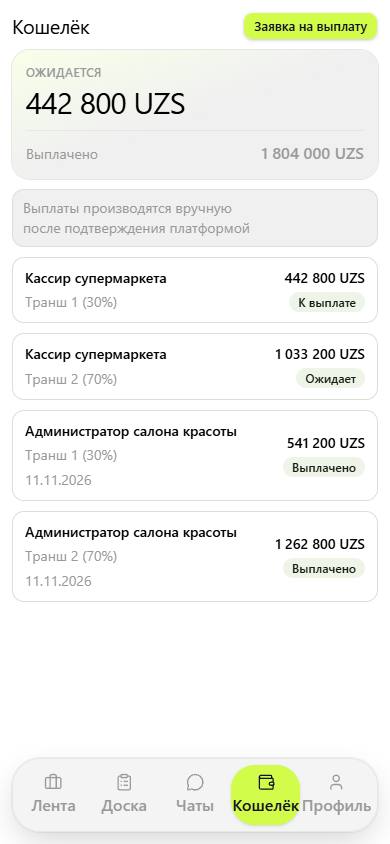 Кошелёк
Заявка на выплату
ОЖИДАЕТСЯ
442 800 UZS
Выплачено
1 804 000 UZS
Выплаты производятся вручную
после подтверждения платформой
Кассир супермаркета
442 800 UZS
Транш 1 (30%)
К выплате
Кассир супермаркета
1 033 200 UZS
Транш 2 (70%)
Ожидает
Администратор салона красоты
541 200 UZS
Транш 1 (30%)
Выплачено
11.11.2026
Администратор салона красоты
1 262 800 UZS
Транш 2 (70%)
Выплачено
11.11.2026
Лента
Доска
Чаты
Кошелёк
Профиль